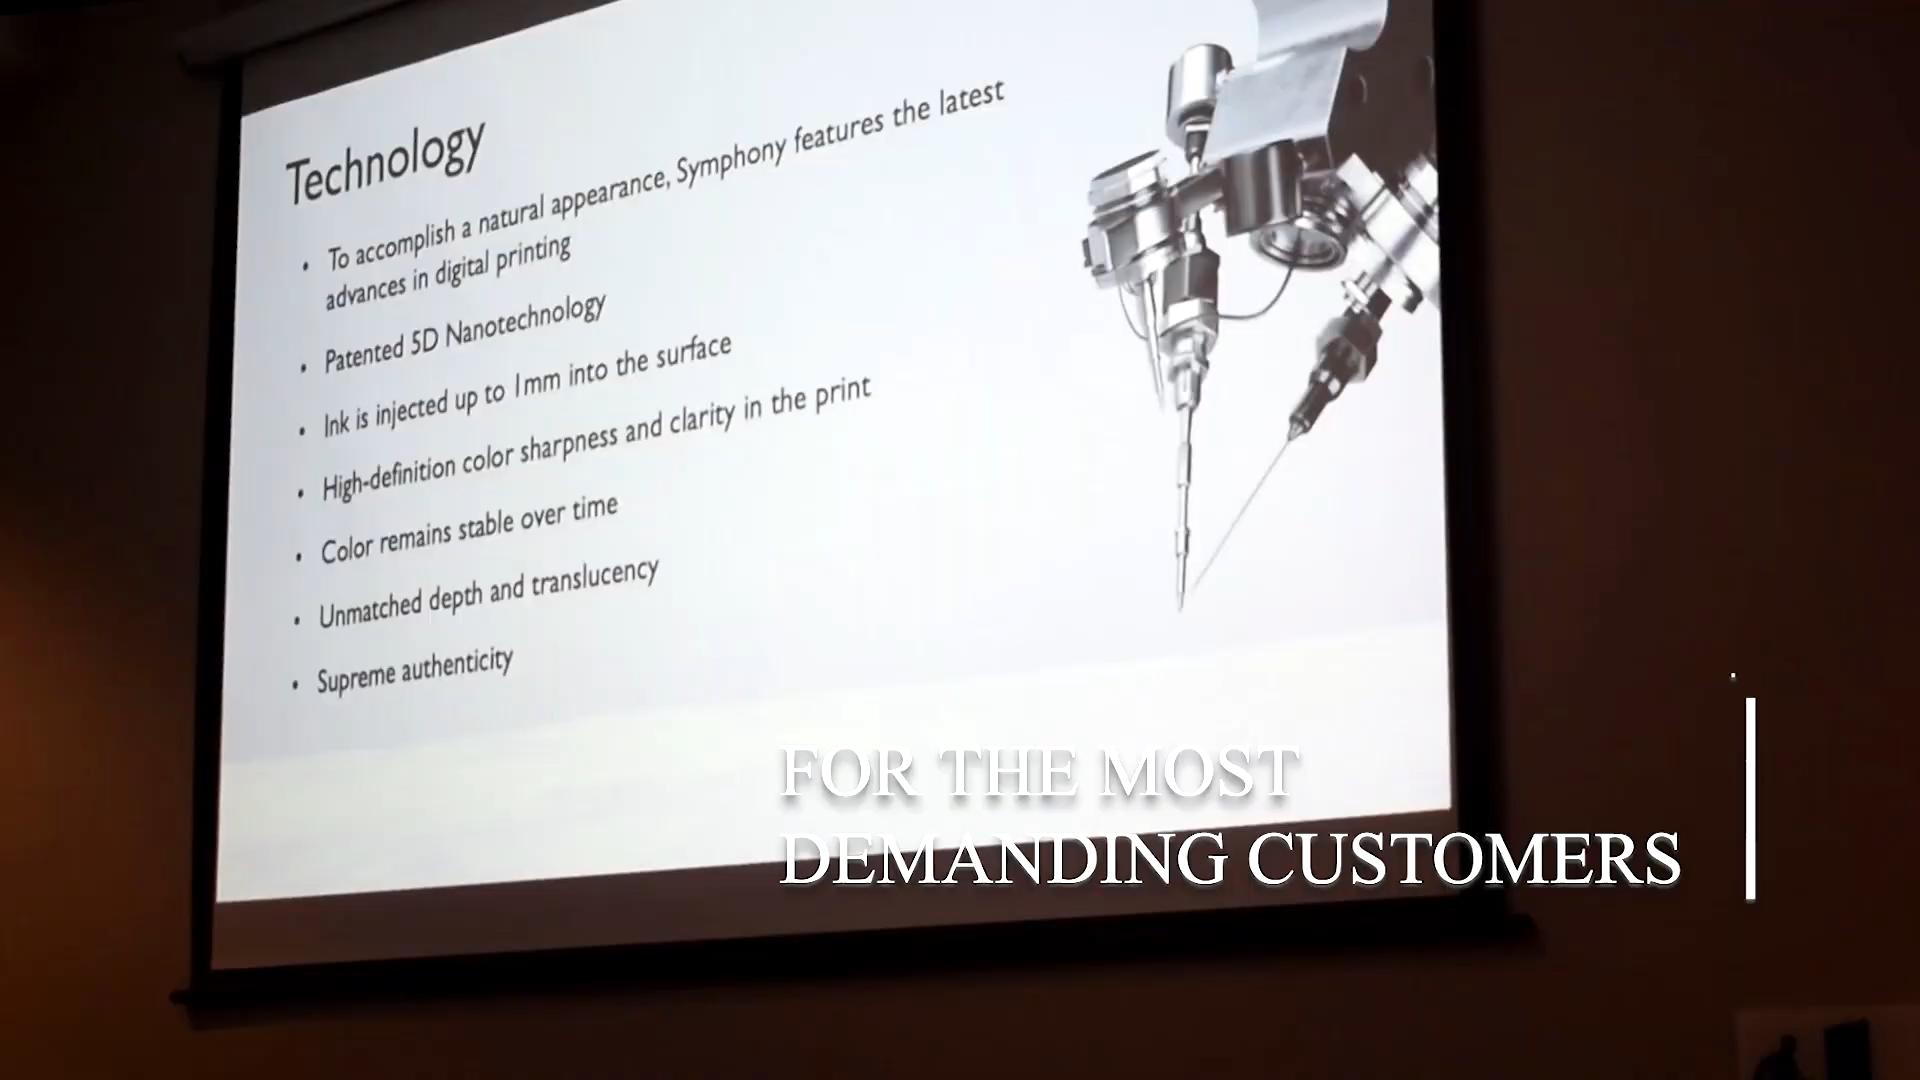 Technology
• To accomplish a natural appearance, Symphony features the latest
advances in digital printing
• Patented 5D Nanotechnology
• Ink is injected up to 1mm into the surface
• High-definition color sharpness and clarity in the print
• Color remains stable over time
• Unmatched depth and translucency
• Supreme authenticity
FOR THE MOST
DEMANDING CUSTOMERS